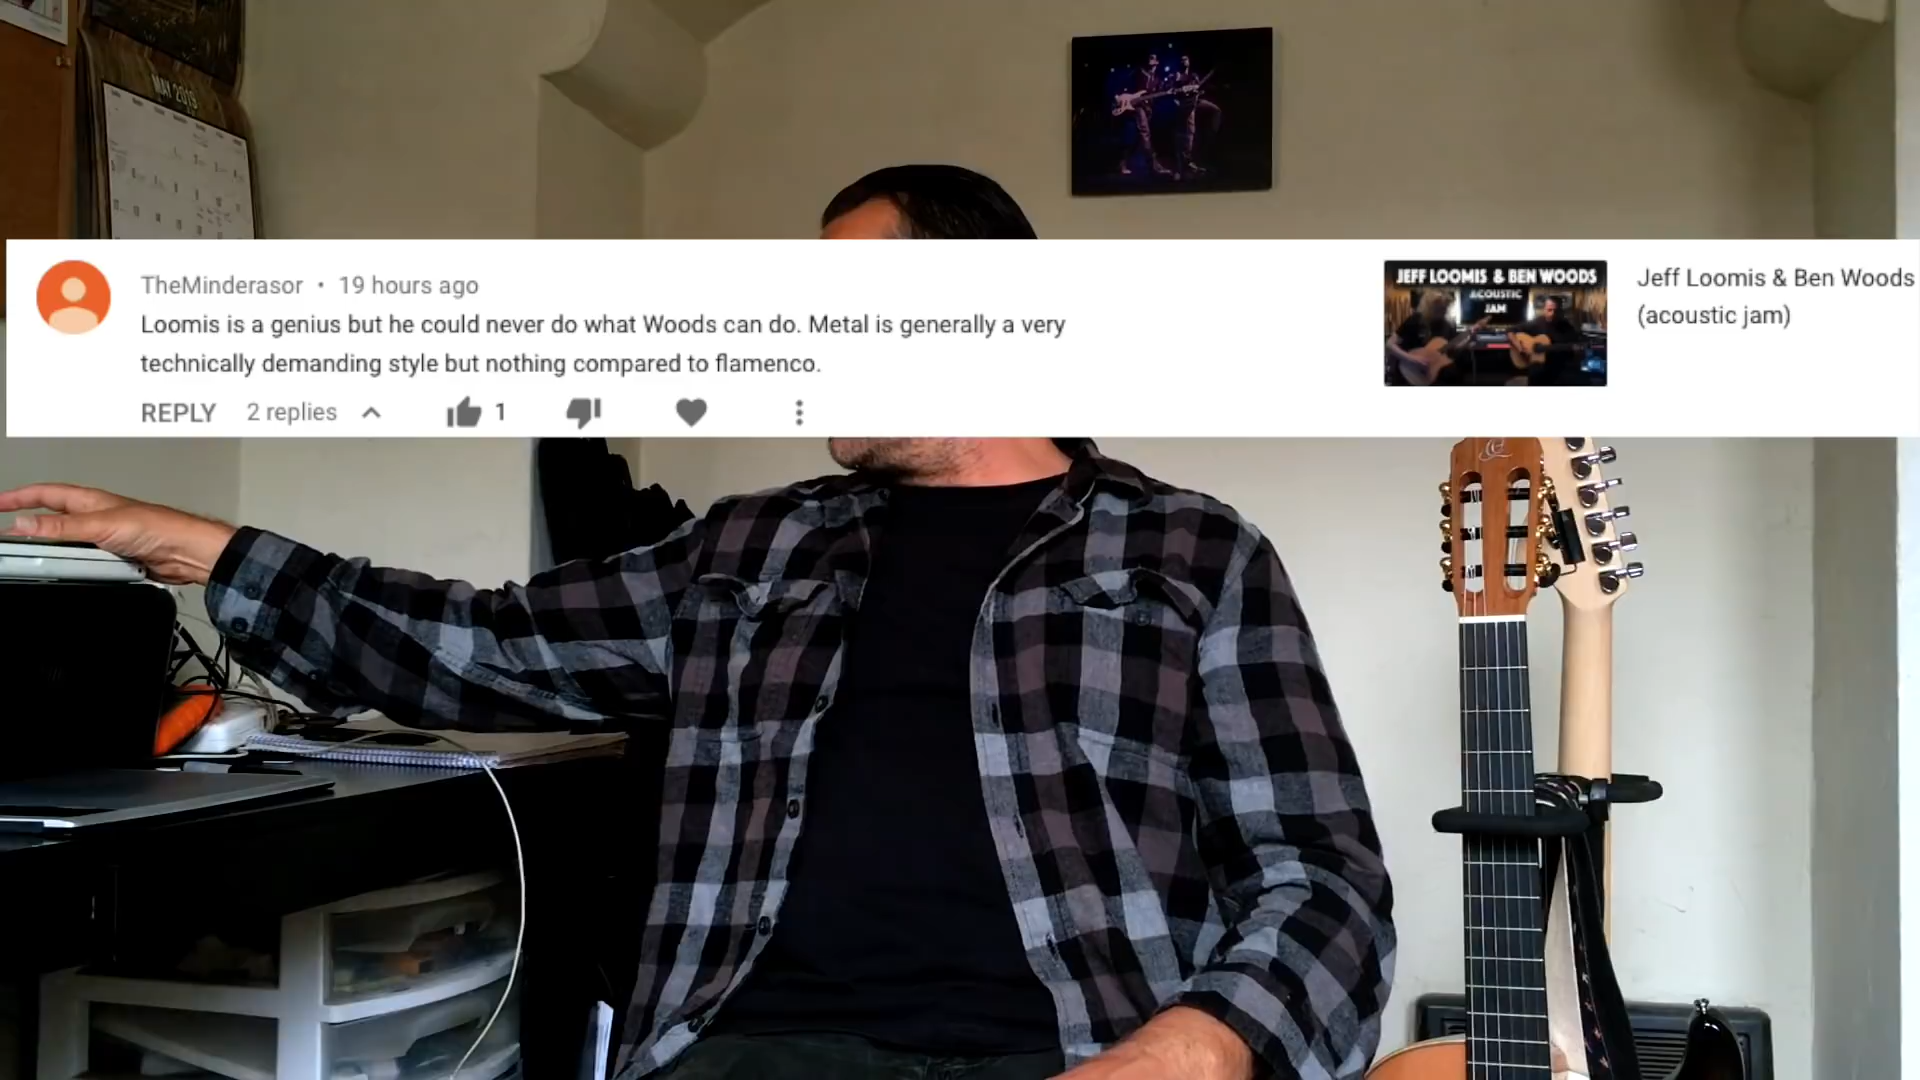 MAY 2019
TheMinderasor • 19 hours ago
Loomis is a genius but he could never do what Woods can do. Metal is generally a very
technically demanding style but nothing compared to flamenco.
REPLY 2 replies 1
JEFF LOOMIS & BEN WOODS
ACOUSTIC
JAM
Jeff Loomis & Ben Woods
(acoustic jam)